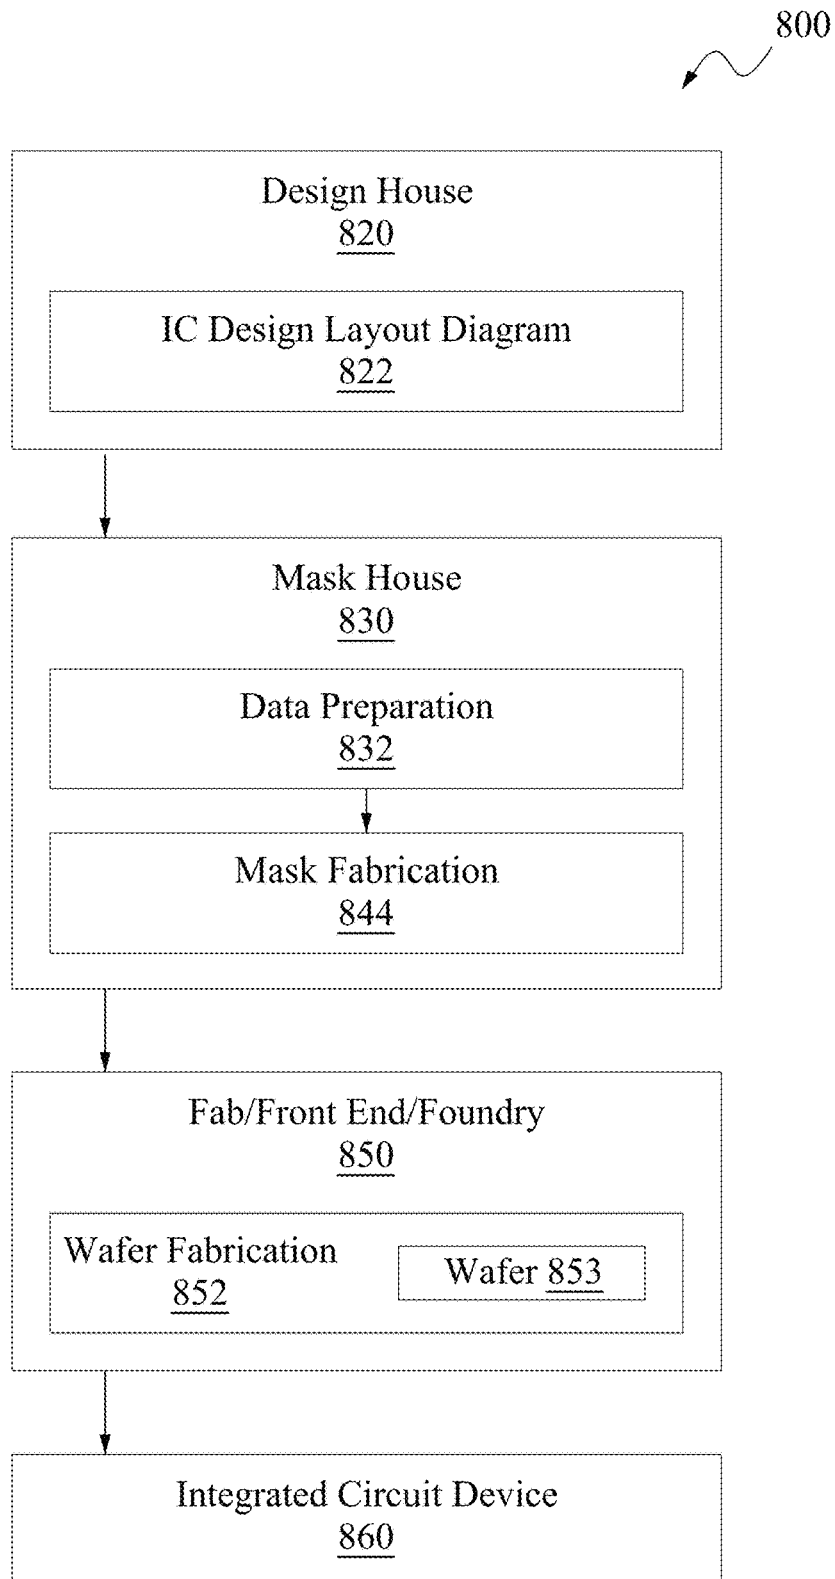 800
Design House
820
IC Design Layout Diagram
822
Mask House
830
Data Preparation
832
Mask Fabrication
844
Fab/Front End/Foundry
850
Wafer Fabrication
852
Wafer 853
Integrated Circuit Device
860